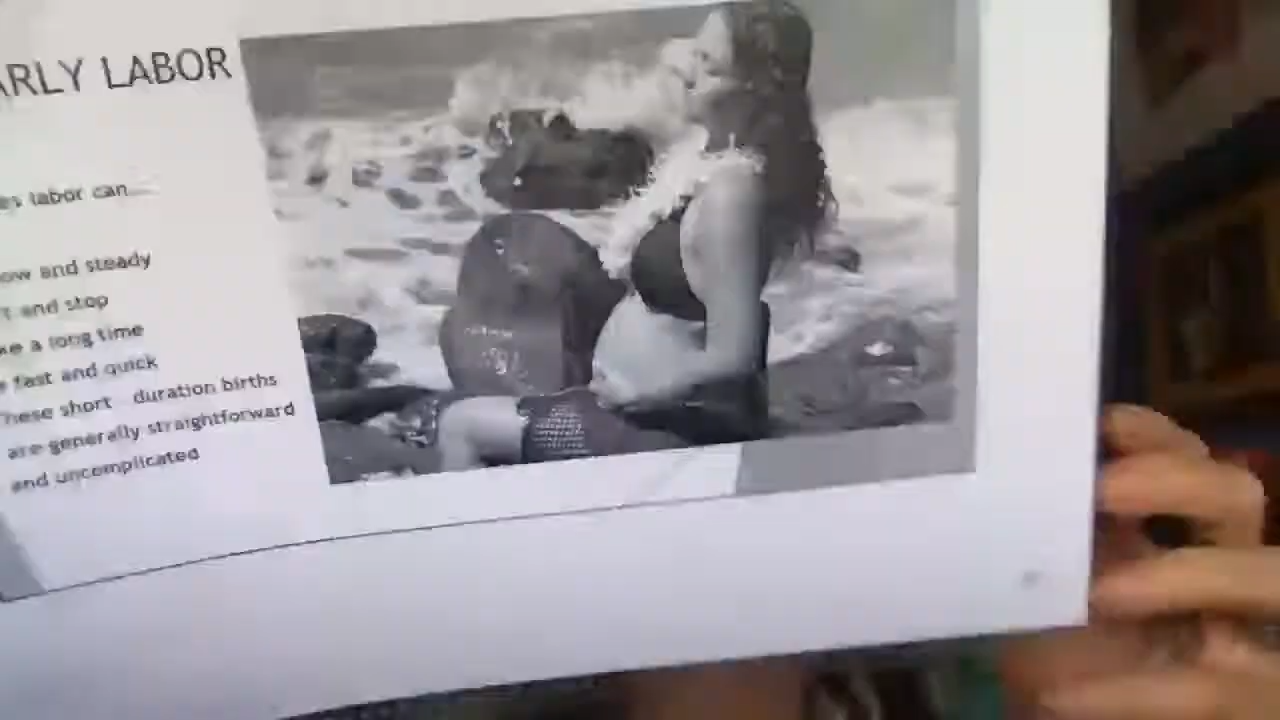 ARLY LABOR
es labor can....
ow and steady
t and stop
ke a long time
e fast and quick
These short duration births
are generally straightforward
and uncomplicated